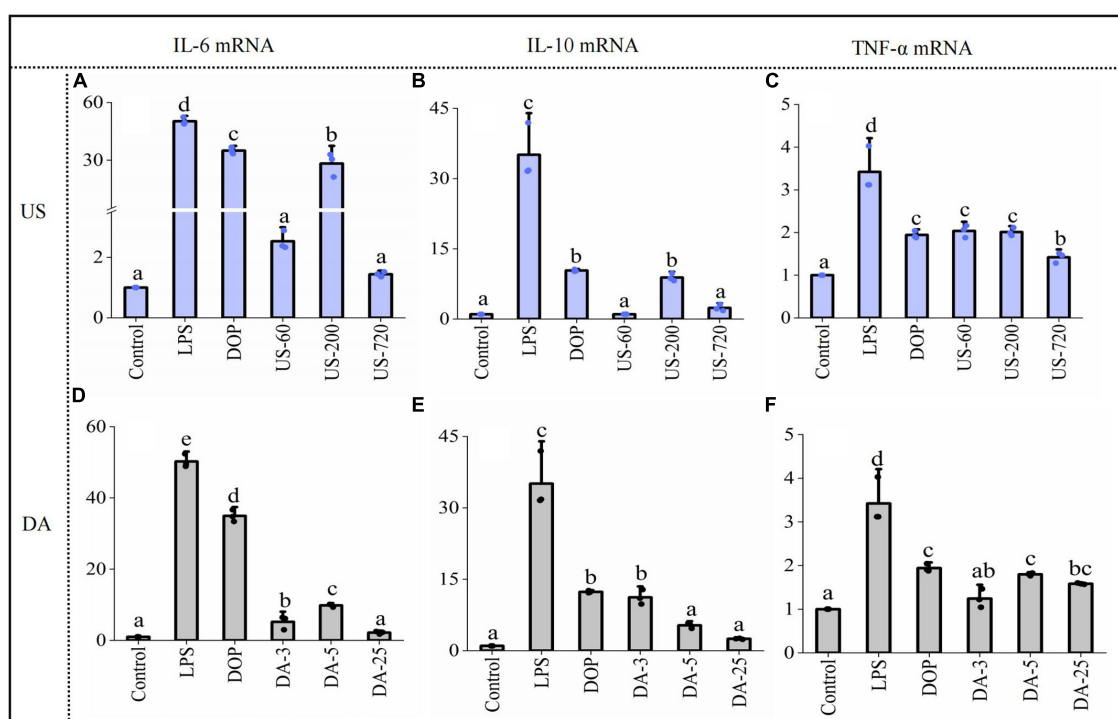 IL-6 mRNA IL-10 mRNA TNF-α mRNA
A B C
US
60
30
2
0
a d c a b a
Control LPS DOP US-60 US-200 US-720
45
30
15
0
a c b a b a
Control LPS DOP US-60 US-200 US-720
5
4
3
2
1
0
a d c c c b
Control LPS DOP US-60 US-200 US-720
D E F
DA
60
40
20
0
a e d b c a
Control LPS DOP DA-3 DA-5 DA-25
45
30
15
0
a c b b a a
Control LPS DOP DA-3 DA-5 DA-25
5
4
3
2
1
0
a d c ab c bc
Control LPS DOP DA-3 DA-5 DA-25